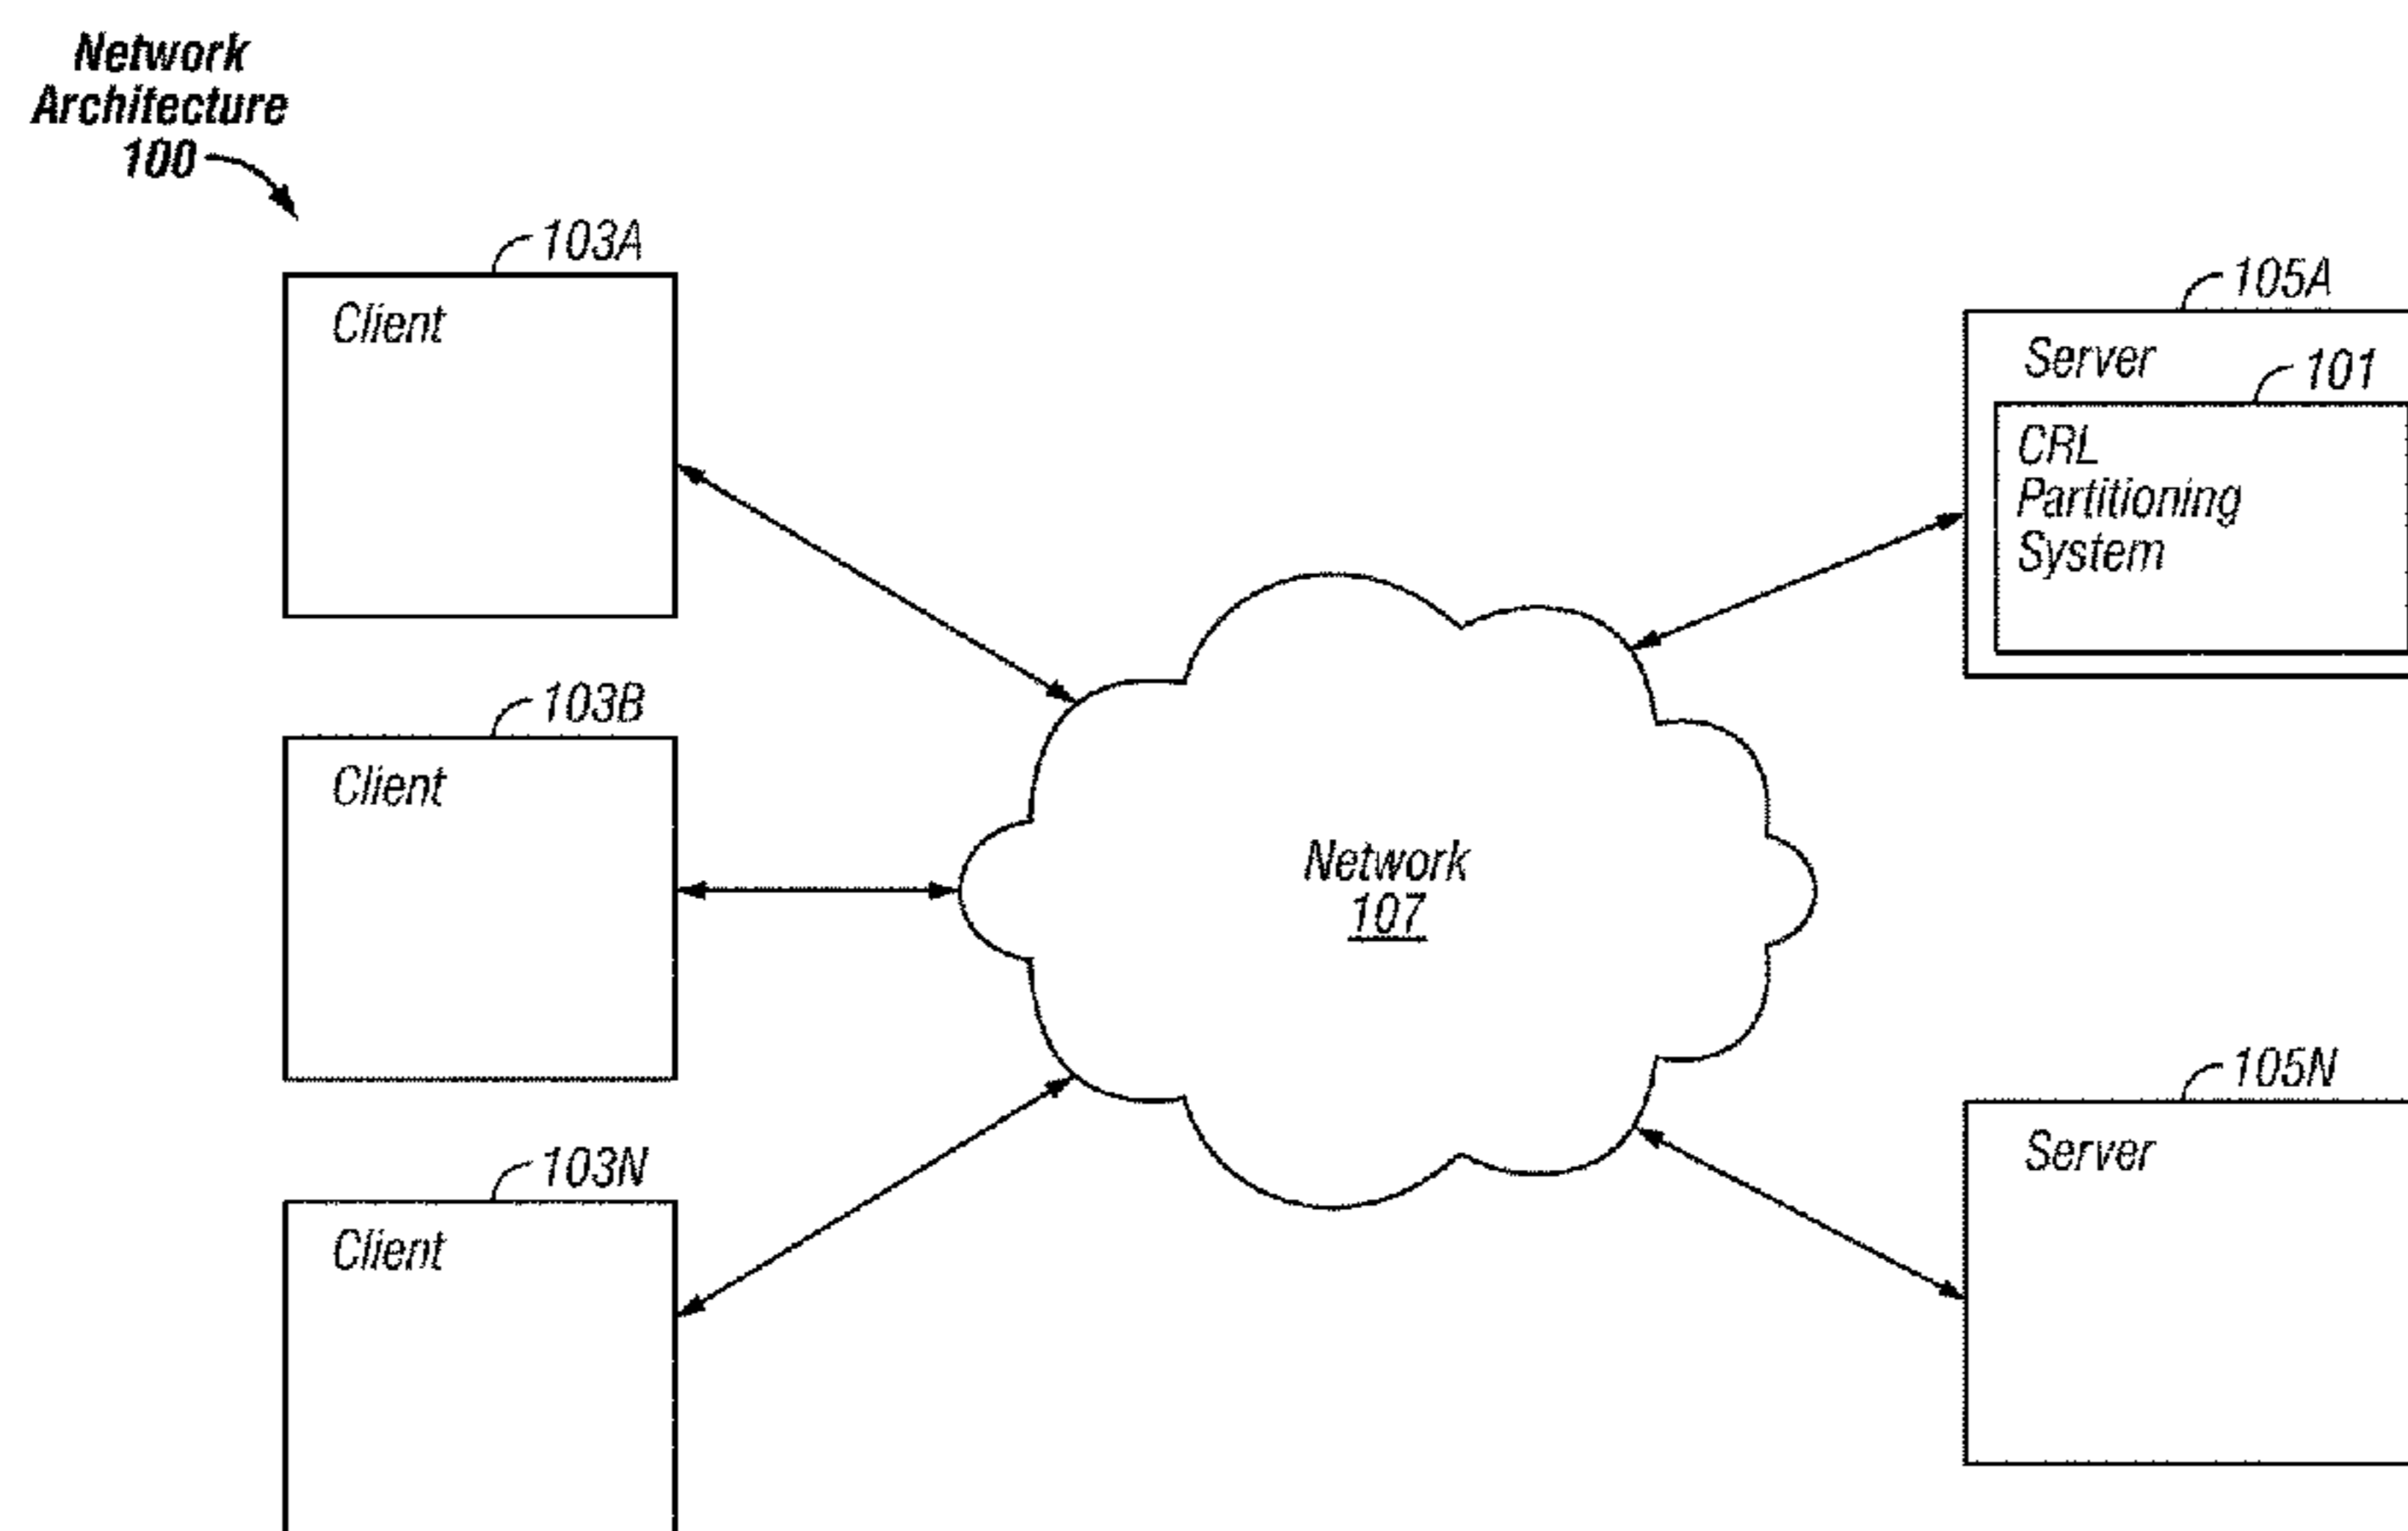 Network
Architecture
100
103A
Client
105A
Server
101
CRL
Partitioning
System
103B
Client
Network
107
103N
Client
105N
Server